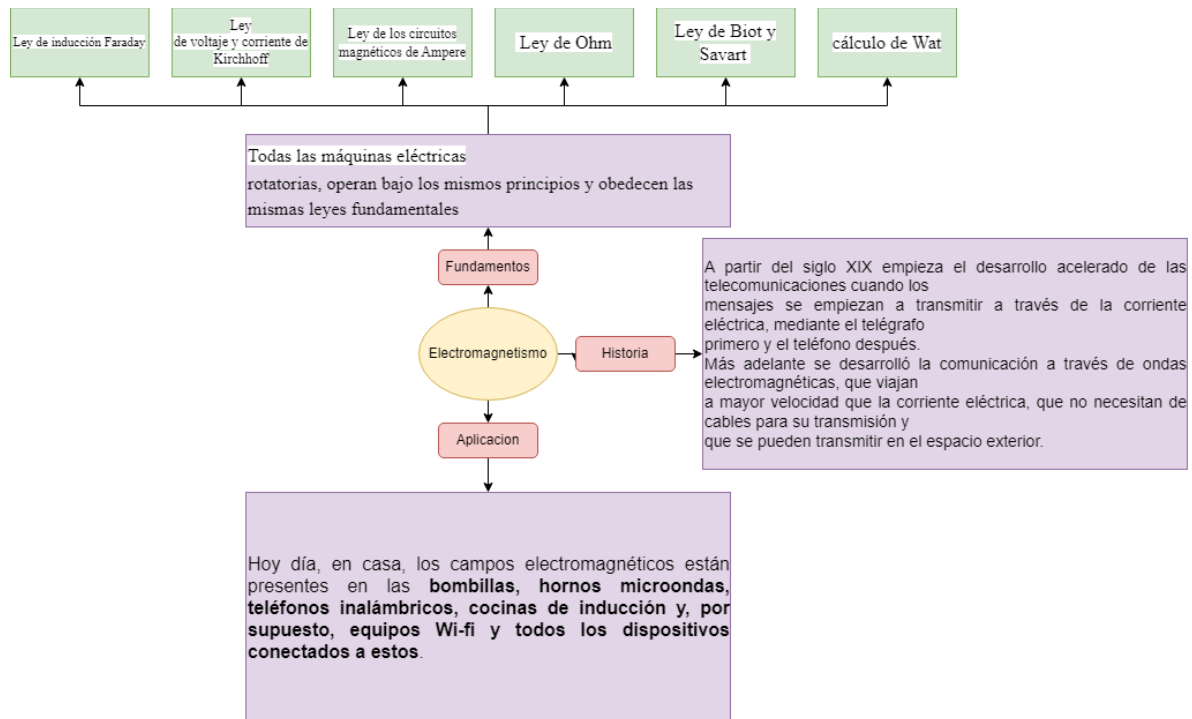 Ley de inducción Faraday
Ley
de voltaje y corriente de
Kirchhoff
Ley de los circuitos
magnéticos de Ampere
Ley de Ohm
Ley de Biot y
Savart
cálculo de Wat
Todas las máquinas eléctricas
rotatorias, operan bajo los mismos principios y obedecen las
mismas leyes fundamentales
Fundamentos
Electromagnetismo
Historia
A partir del siglo XIX empieza el desarrollo acelerado de las
telecomunicaciones cuando los
mensajes se empiezan a transmitir a través de la corriente
eléctrica, mediante el telégrafo
primero y el teléfono después.
Más adelante se desarrolló la comunicación a través de ondas
electromagnéticas, que viajan
a mayor velocidad que la corriente eléctrica, que no necesitan de
cables para su transmisión y
que se pueden transmitir en el espacio exterior.
Aplicacion
Hoy día, en casa, los campos electromagnéticos están
presentes en las bombillas, hornos microondas,
teléfonos inalámbricos, cocinas de inducción y, por
supuesto, equipos Wi-fi y todos los dispositivos
conectados a estos.